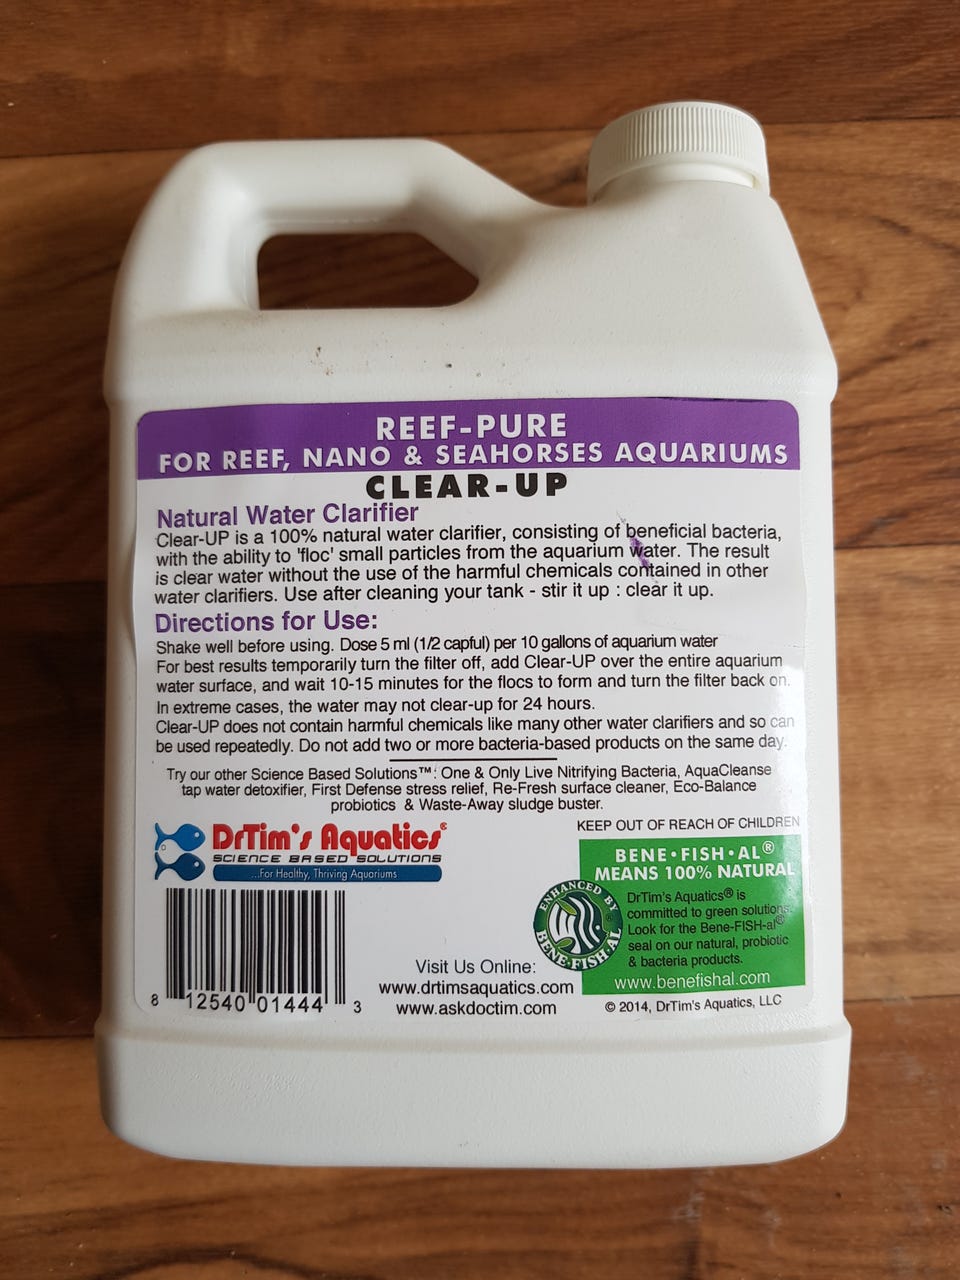 REEF-PURE
FOR REEF, NANO & SEAHORSES AQUARIUMS
CLEAR-UP
Natural Water Clarifier
Clear-UP is a 100% natural water clarifier, consisting of beneficial bacteria,
with the ability to 'floc' small particles from the aquarium water. The result
is clear water without the use of the harmful chemicals contained in other
water clarifiers. Use after cleaning your tank - stir it up : clear it up.
Directions for Use:
Shake well before using. Dose 5 ml (1/2 capful) per 10 gallons of aquarium water
For best results temporarily turn the filter off, add Clear-UP over the entire aquarium
water surface, and wait 10-15 minutes for the flocs to form and turn the filter back on.
In extreme cases, the water may not clear-up for 24 hours.
Clear-UP does not contain harmful chemicals like many other water clarifiers and so can
be used repeatedly. Do not add two or more bacteria-based products on the same day.
Try our other Science Based Solutions™: One & Only Live Nitrifying Bacteria, AquaCleanse
tap water detoxifier, First Defense stress relief, Re-Fresh surface cleaner, Eco-Balance
probiotics & Waste-Away sludge buster.
DrTim's Aquatics®
SCIENCE BASED SOLUTIONS
...For Healthy, Thriving Aquariums
8 12540 01444 3
Visit Us Online:
www.drtimsaquatics.com
www.askdoctim.com
KEEP OUT OF REACH OF CHILDREN
BENE•FISH•AL®
MEANS 100% NATURAL
ENHANCED BY
BENE•FISH•AL
®
DrTim's Aquatics® is
committed to green solutions.
Look for the Bene-FISH-al®
seal on our natural, probiotic
& bacteria products.
www.benefishal.com
© 2014, DrTim's Aquatics, LLC